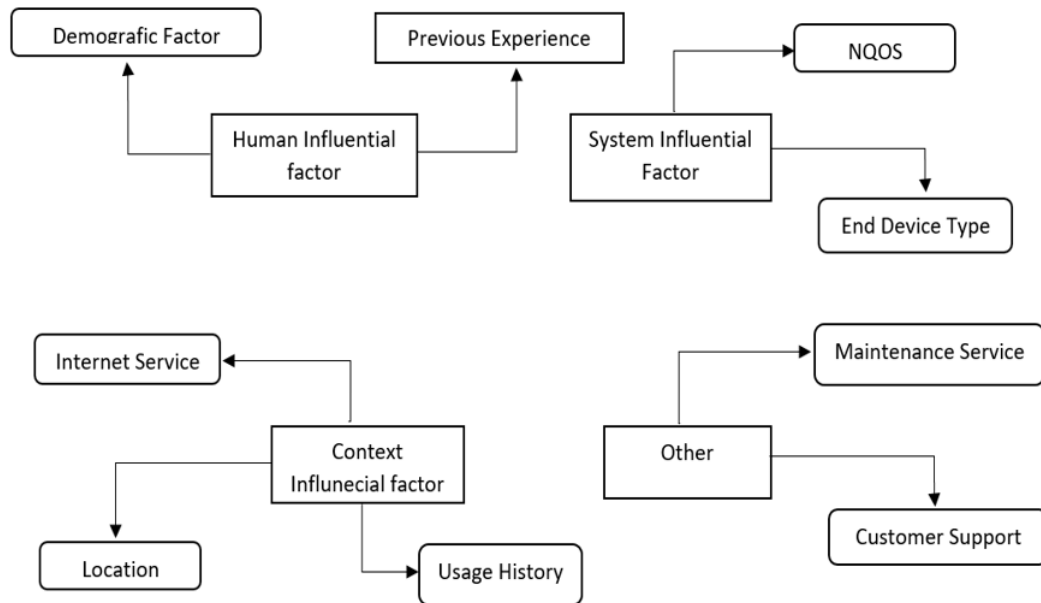 Demografic Factor
Previous Experience
NQOS
Human Influential
factor
System Influential
Factor
End Device Type
Internet Service
Maintenance Service
Context
Influnecial factor
Other
Location
Usage History
Customer Support